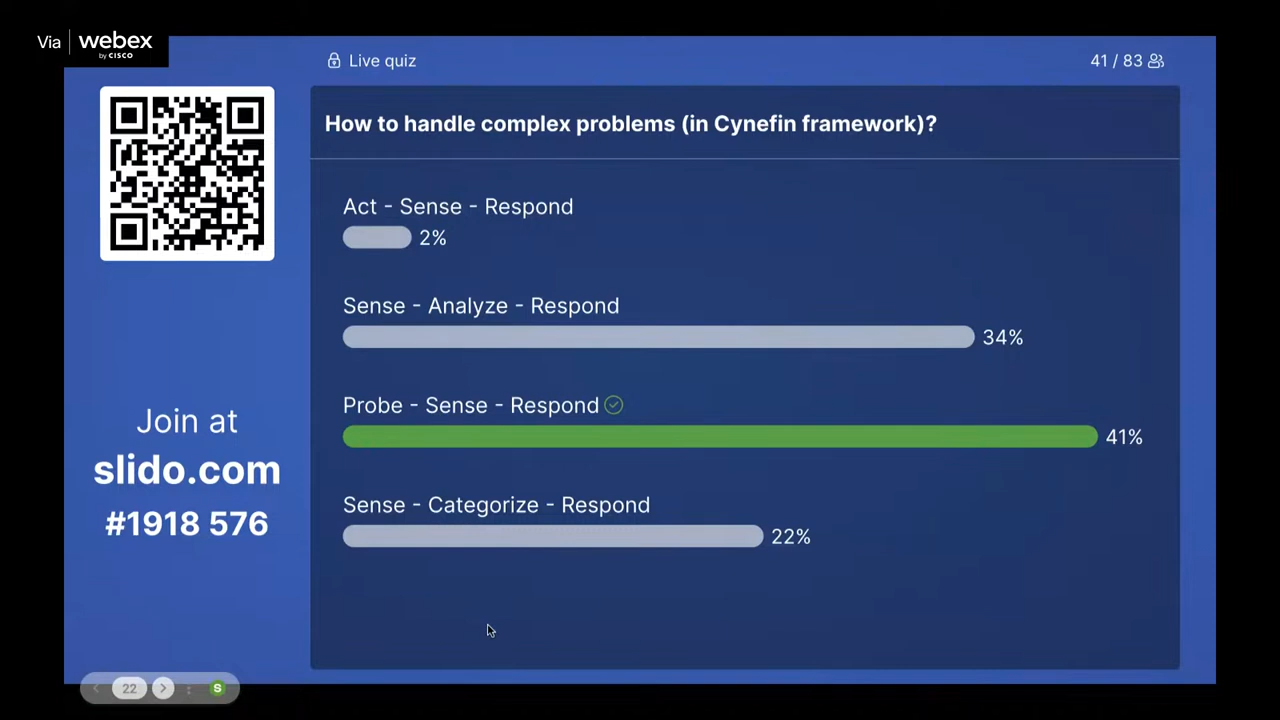 Via webex
by CISCO
Live quiz
41 / 83
How to handle complex problems (in Cynefin framework)?
Act - Sense - Respond
2%
Sense - Analyze - Respond
34%
Probe - Sense - Respond
41%
Sense - Categorize - Respond
22%
Join at
slido.com
#1918 576
22
S